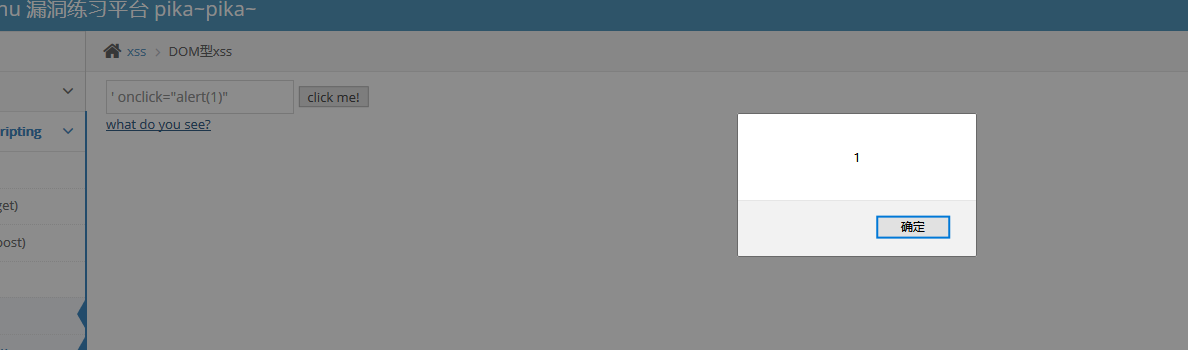 nu 漏洞练习平台 pika~pika~
xss > DOM型xss
' onclick="alert(1)" click me!
ripting
what do you see?
1
get)
确定
post)